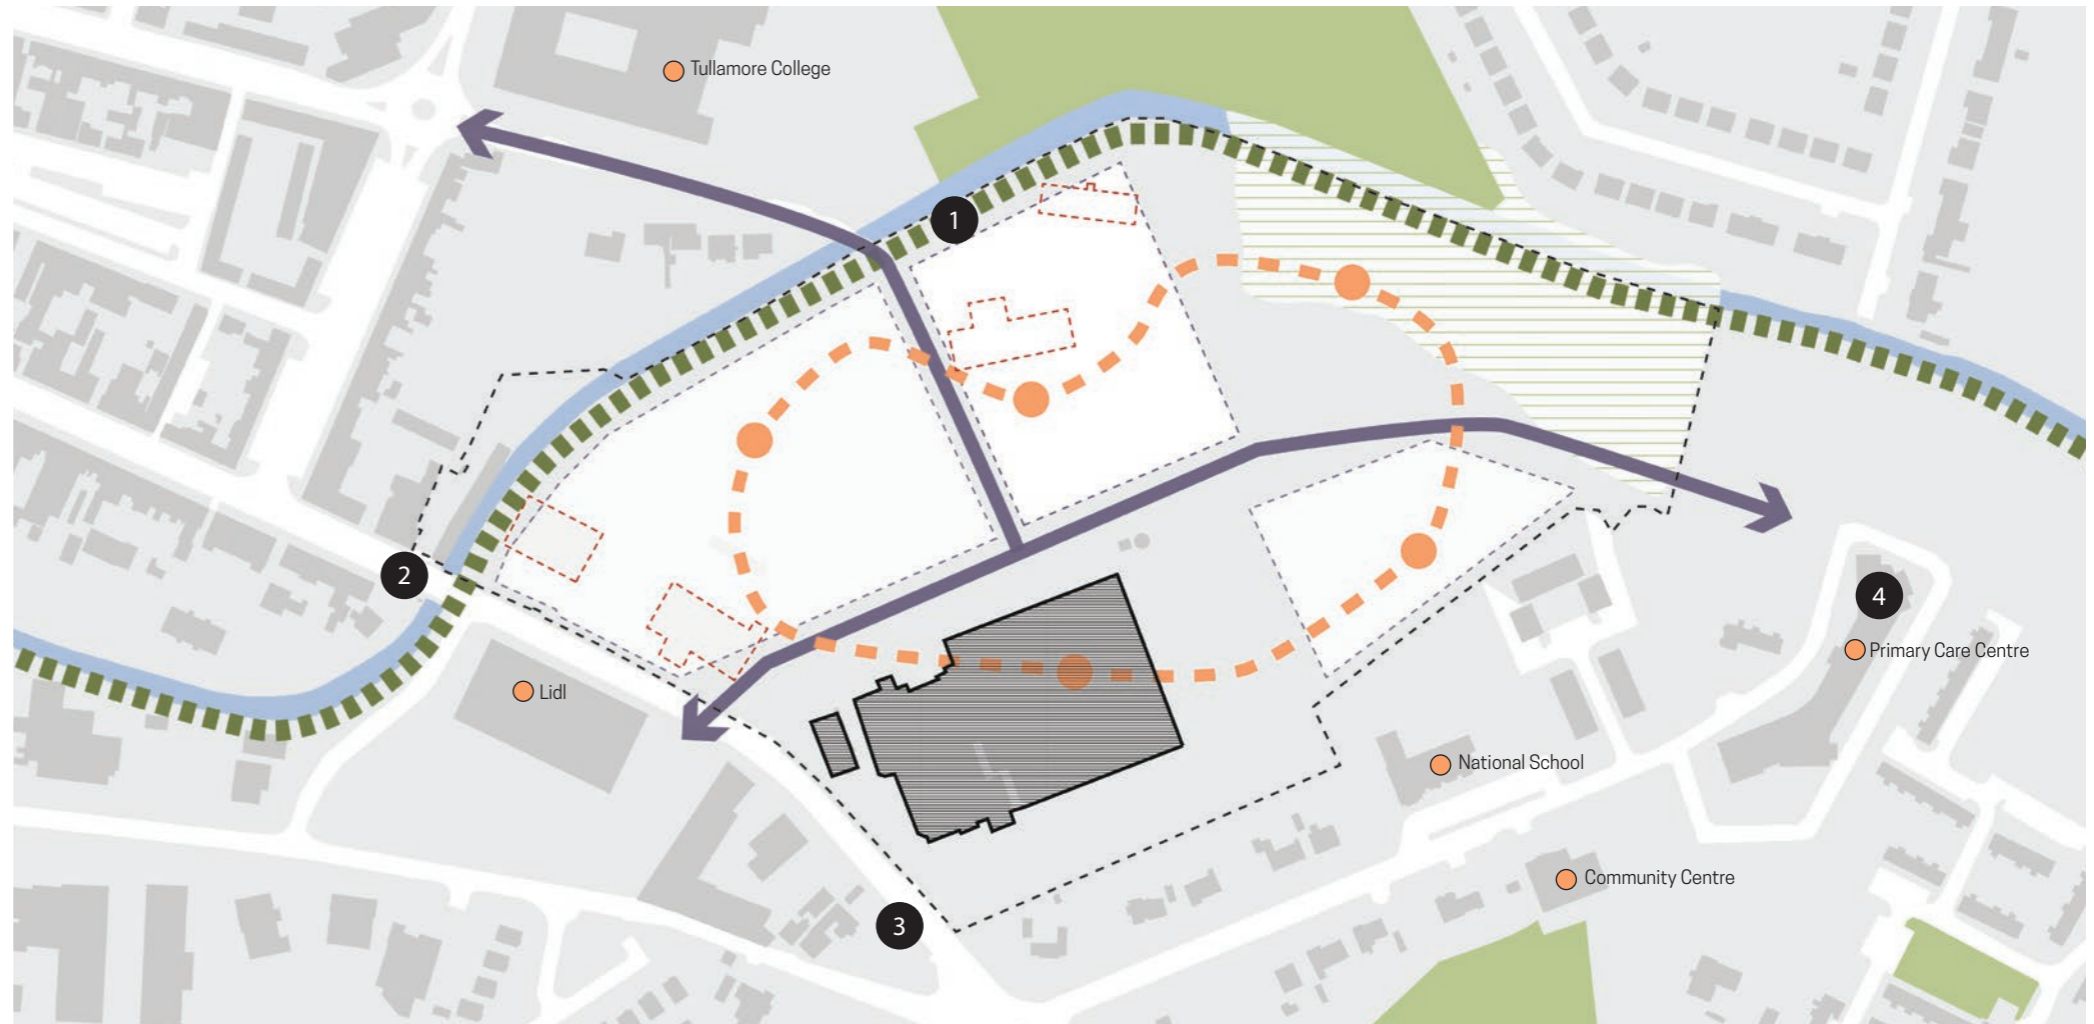 Tullamore College
1
2
4
Primary Care Centre
Lidl
National School
Community Centre
3